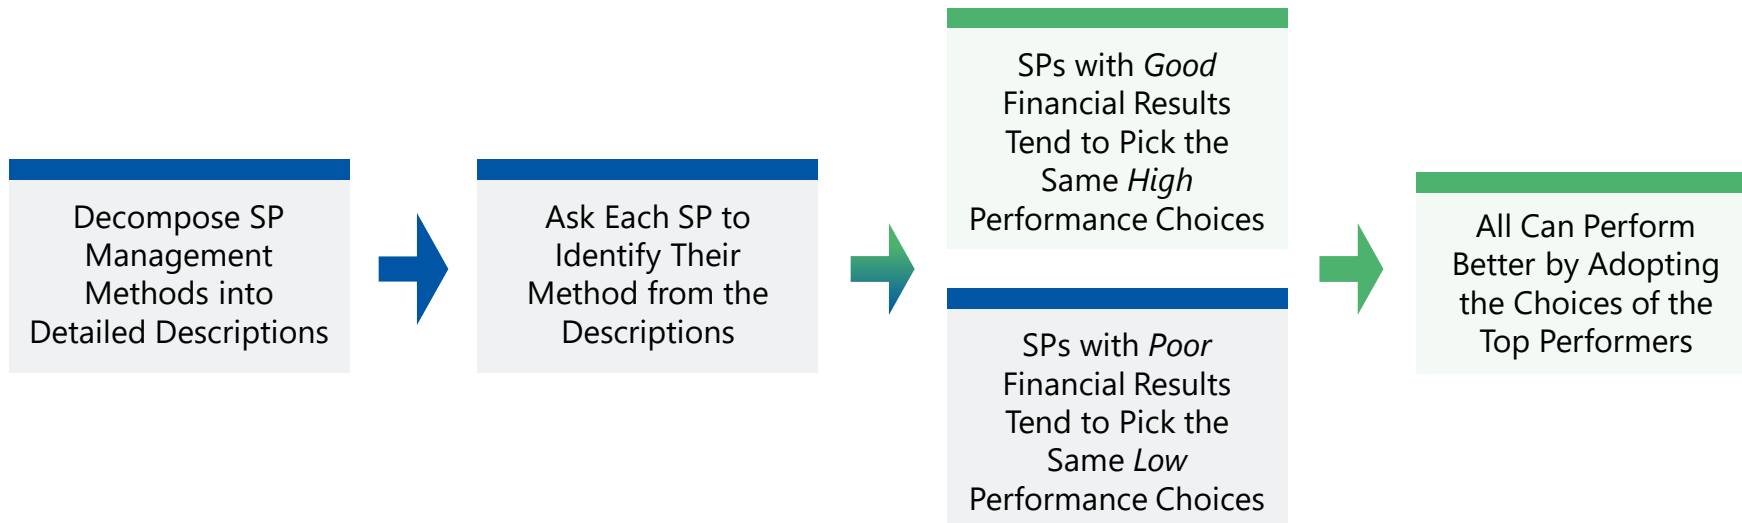 Decompose SP
Management
Methods into
Detailed Descriptions
Ask Each SP to
Identify Their
Method from the
Descriptions
SPs with Good
Financial Results
Tend to Pick the
Same High
Performance Choices
SPs with Poor
Financial Results
Tend to Pick the
Same Low
Performance Choices
All Can Perform
Better by Adopting
the Choices of the
Top Performers